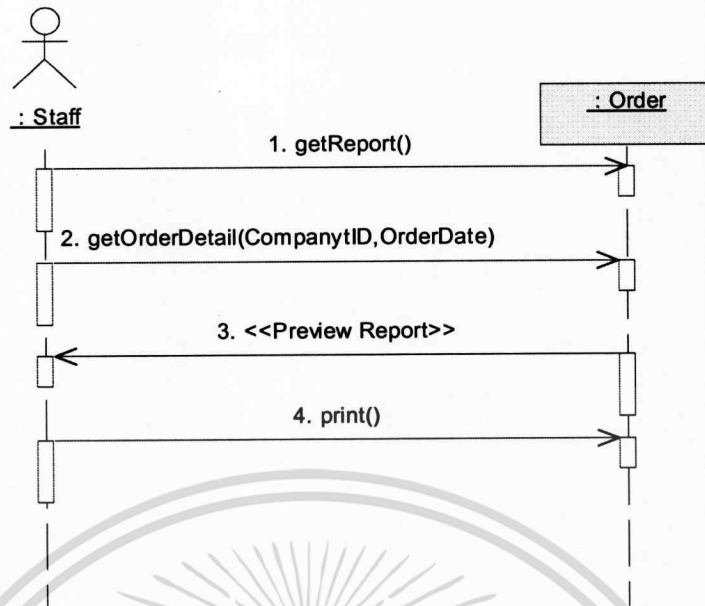 : Staff
: Order
1. getReport()
2. getOrderDetail(CompanytID,OrderDate)
3. <<Preview Report>>
4. print()